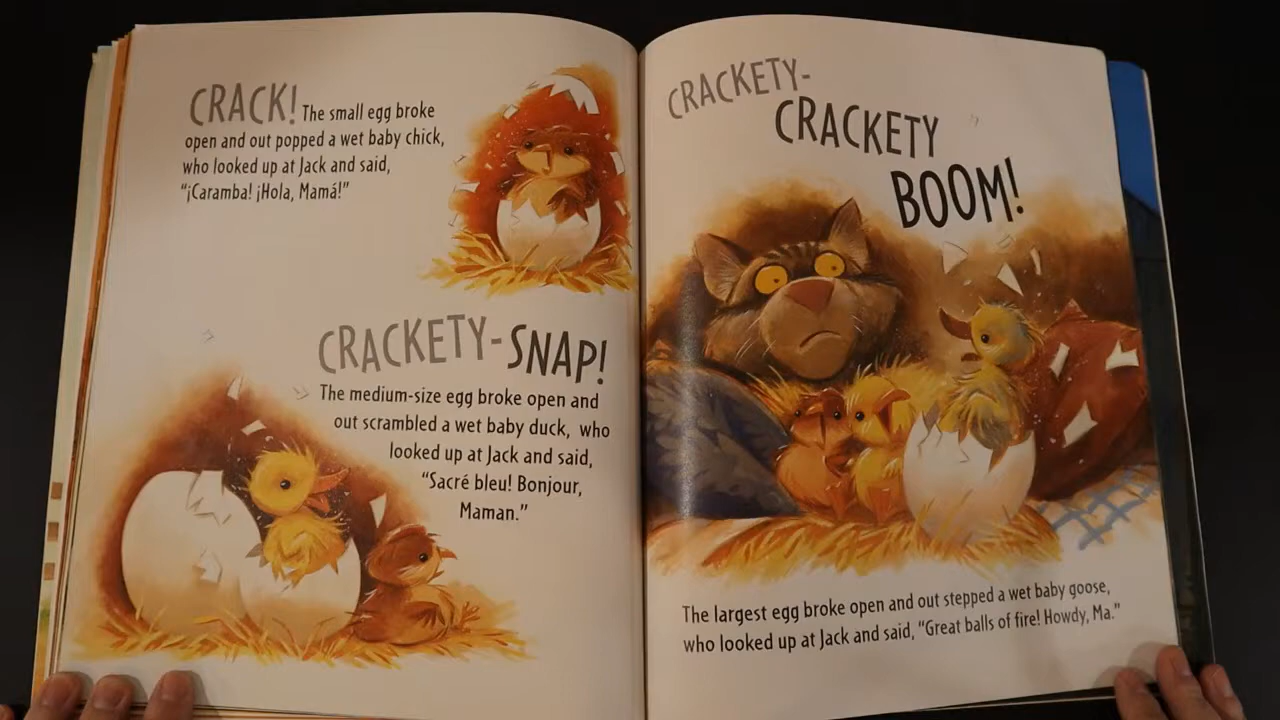 CRACK! The small egg broke
open and out popped a wet baby chick,
who looked up at Jack and said,
“¡Caramba! ¡Hola, Mamá!”
CRACKETY-SNAP!
The medium-size egg broke open and
out scrambled a wet baby duck, who
looked up at Jack and said,
“Sacré bleu! Bonjour,
Maman.”
CRACKETY-
CRACKETY
BOOM!
The largest egg broke open and out stepped a wet baby goose,
who looked up at Jack and said, “Great balls of fire! Howdy, Ma.”